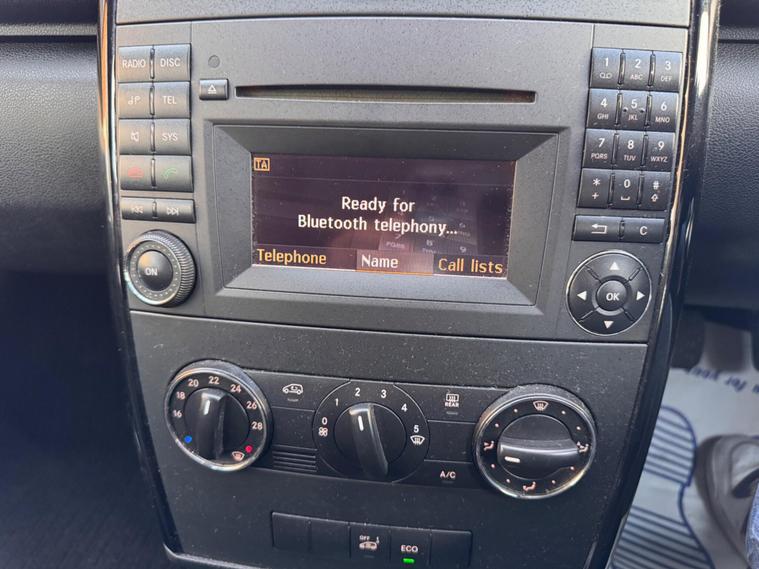 RADIO DISC
TEL
SYS
ON
TA
Ready for
Bluetooth telephony...
Telephone Name Call lists
1 2 ABC 3 DEF
4 GHI 5 JKL 6 MNO
7 PQRS 8 TUV 9 WXYZ
* + 0 #
C
OK
16 18 20 22 24 26 28
0 1 2 3 4 5
REAR
A/C
OFF
ECO